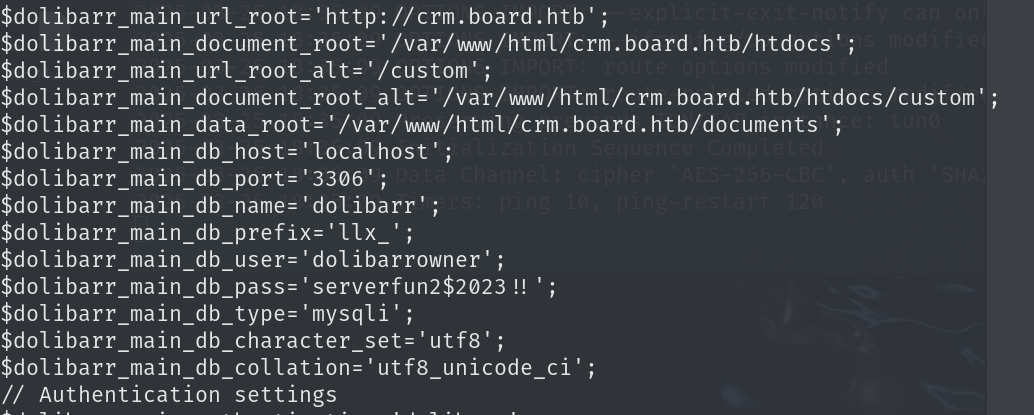 $dolibarr_main_url_root='http://crm.board.htb';
$dolibarr_main_document_root='/var/www/html/crm.board.htb/htdocs';
$dolibarr_main_url_root_alt='/custom';
$dolibarr_main_document_root_alt='/var/www/html/crm.board.htb/htdocs/custom';
$dolibarr_main_data_root='/var/www/html/crm.board.htb/documents';
$dolibarr_main_db_host='localhost';
$dolibarr_main_db_port='3306';
$dolibarr_main_db_name='dolibarr';
$dolibarr_main_db_prefix='llx_';
$dolibarr_main_db_user='dolibarrowner';
$dolibarr_main_db_pass='serverfun2$2023!!';
$dolibarr_main_db_type='mysqli';
$dolibarr_main_db_character_set='utf8';
$dolibarr_main_db_collation='utf8_unicode_ci';
// Authentication settings